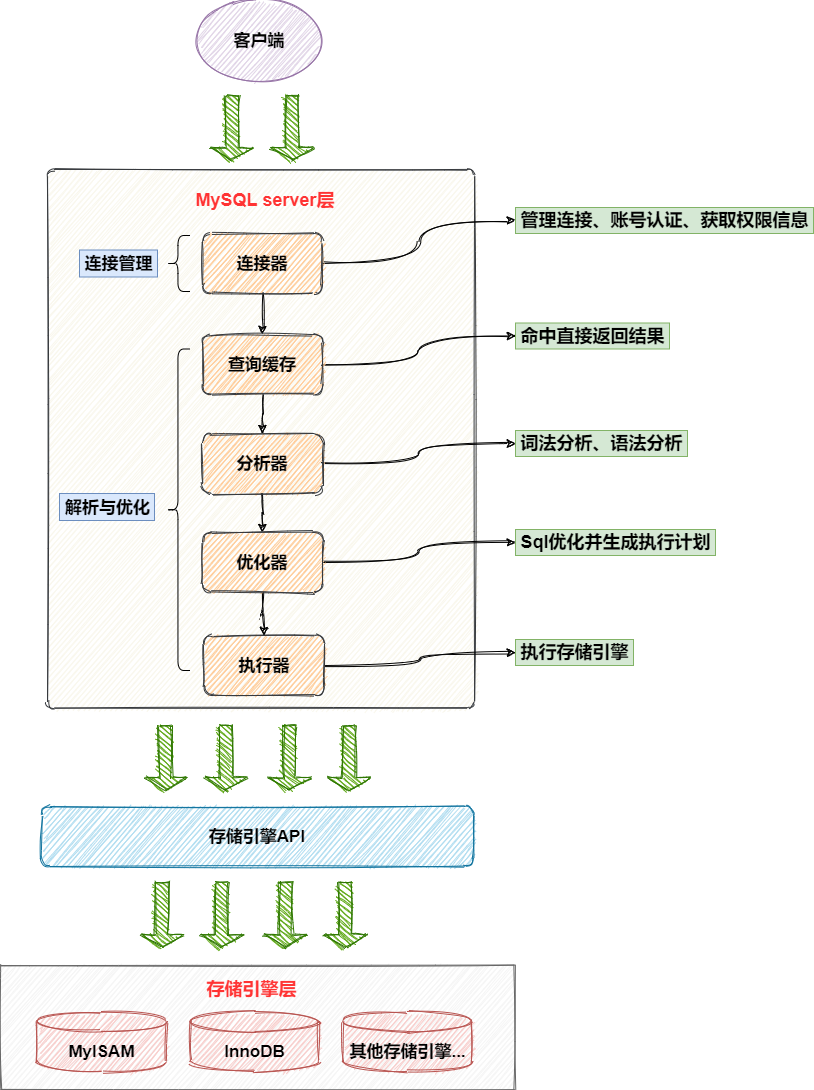 客户端
MySQL server层
管理连接、账号认证、获取权限信息
连接管理
连接器
命中直接返回结果
查询缓存
词法分析、语法分析
分析器
解析与优化
Sql优化并生成执行计划
优化器
执行存储引擎
执行器
存储引擎API
存储引擎层
MyISAM
InnoDB
其他存储引擎...